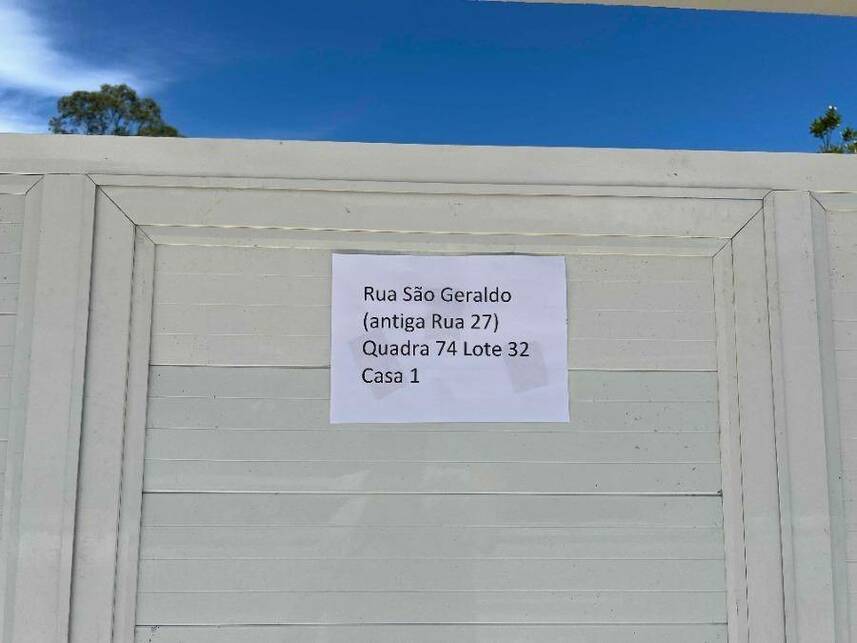 Rua São Geraldo
(antiga Rua 27)
Quadra 74 Lote 32
Casa 1